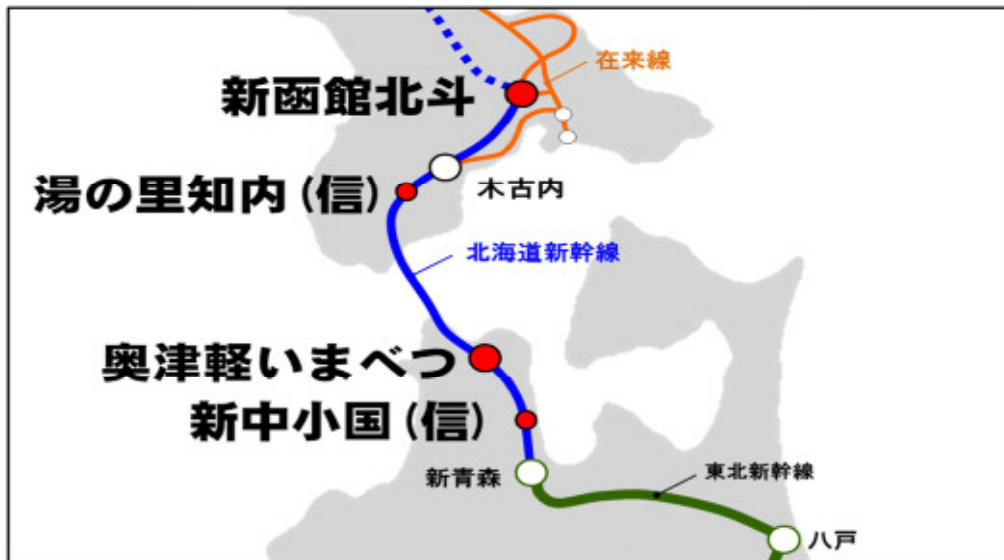 在来線
新函館北斗
湯の里知内(信)
木古内
北海道新幹線
奥津軽いまべつ
新中小国(信)
新青森
東北新幹線
八戸